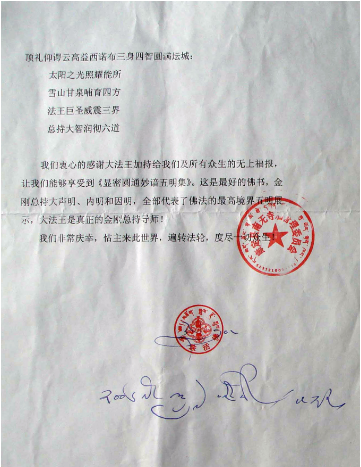 顶礼仰谓云高益西诺布三身四智圆满坛城：
太阳之光照耀能所
雪山甘泉哺育四方
法王巨圣威震三界
总持大智润彻六道
我们衷心的感谢大法王加持给我们及所有众生的无上福报，
让我们能够享受到《显密圆通妙谙五明集》。这是最好的佛书，金
刚总持大声明、内明和因明，全部代表了佛法的最高境界五明展
示，大法王是真正的金刚总持导师！
我们非常庆幸，怙主来此世界，遍转法轮，度尽一切众生！